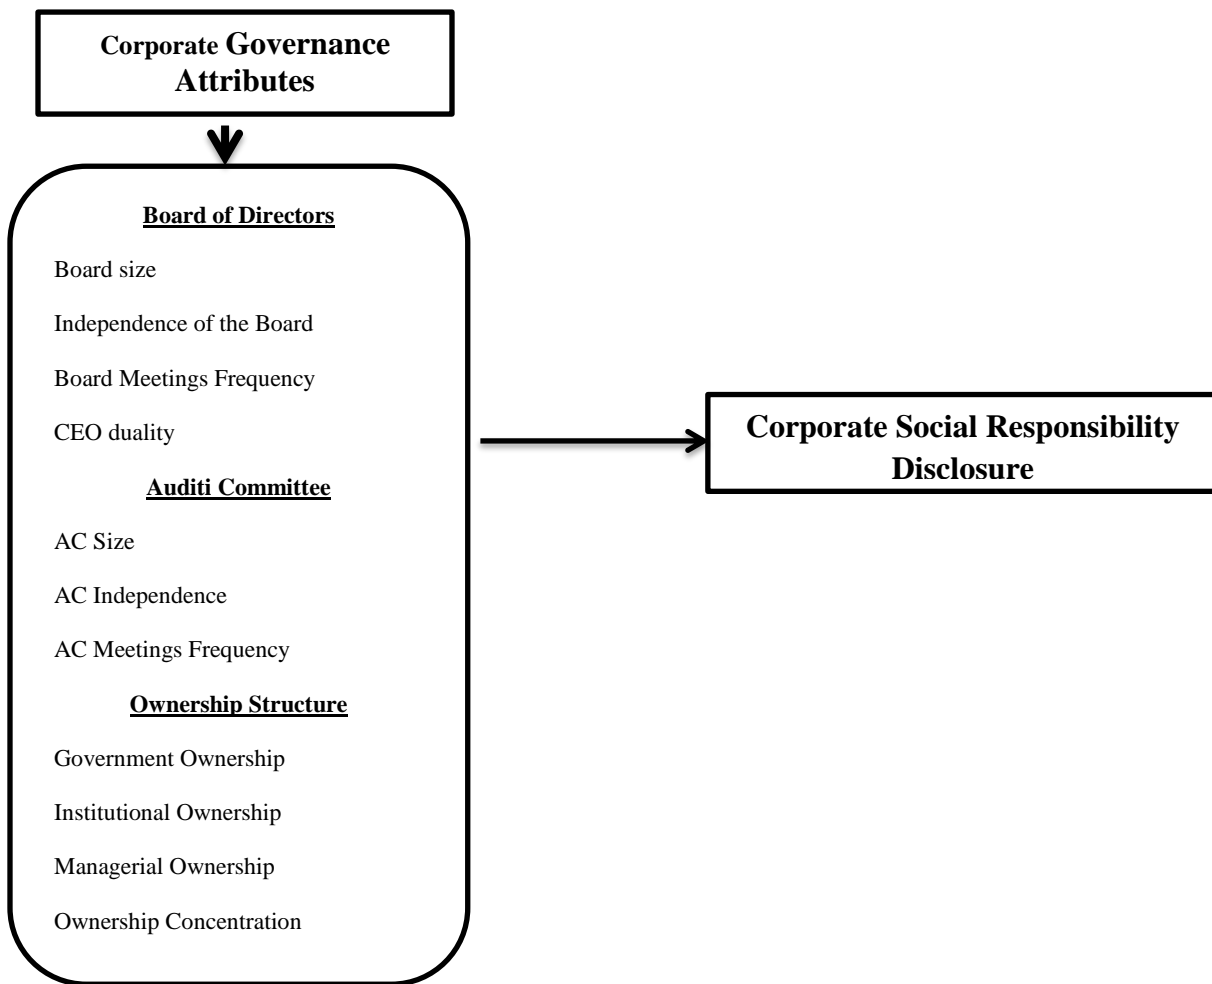 Corporate Governance
Attributes
Board of Directors
Board size
Independence of the Board
Board Meetings Frequency
CEO duality
Auditi Committee
AC Size
AC Independence
AC Meetings Frequency
Ownership Structure
Government Ownership
Institutional Ownership
Managerial Ownership
Ownership Concentration
Corporate Social Responsibility
Disclosure